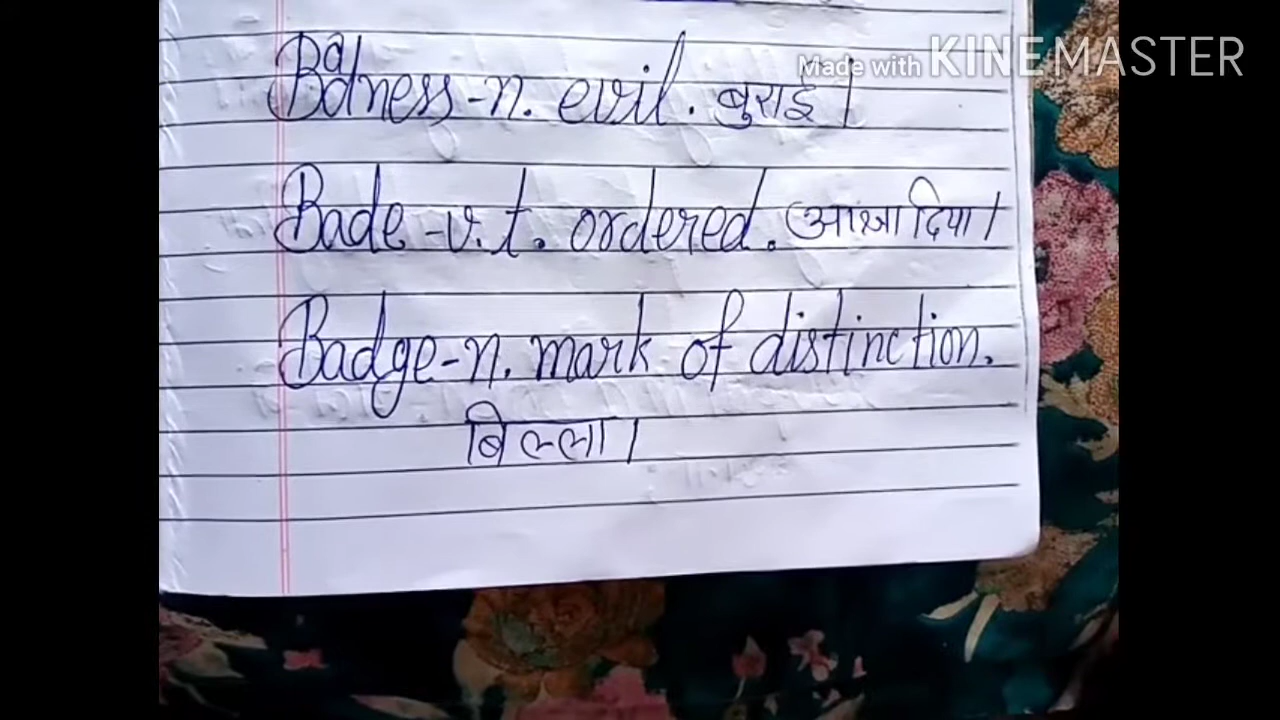 Made with KINEMASTER
Badness-n. evil. बुराई।
Bade-v.t. ordered. आज्ञा दिया।
Badge-n. mark of distinction.
बिल्ला।